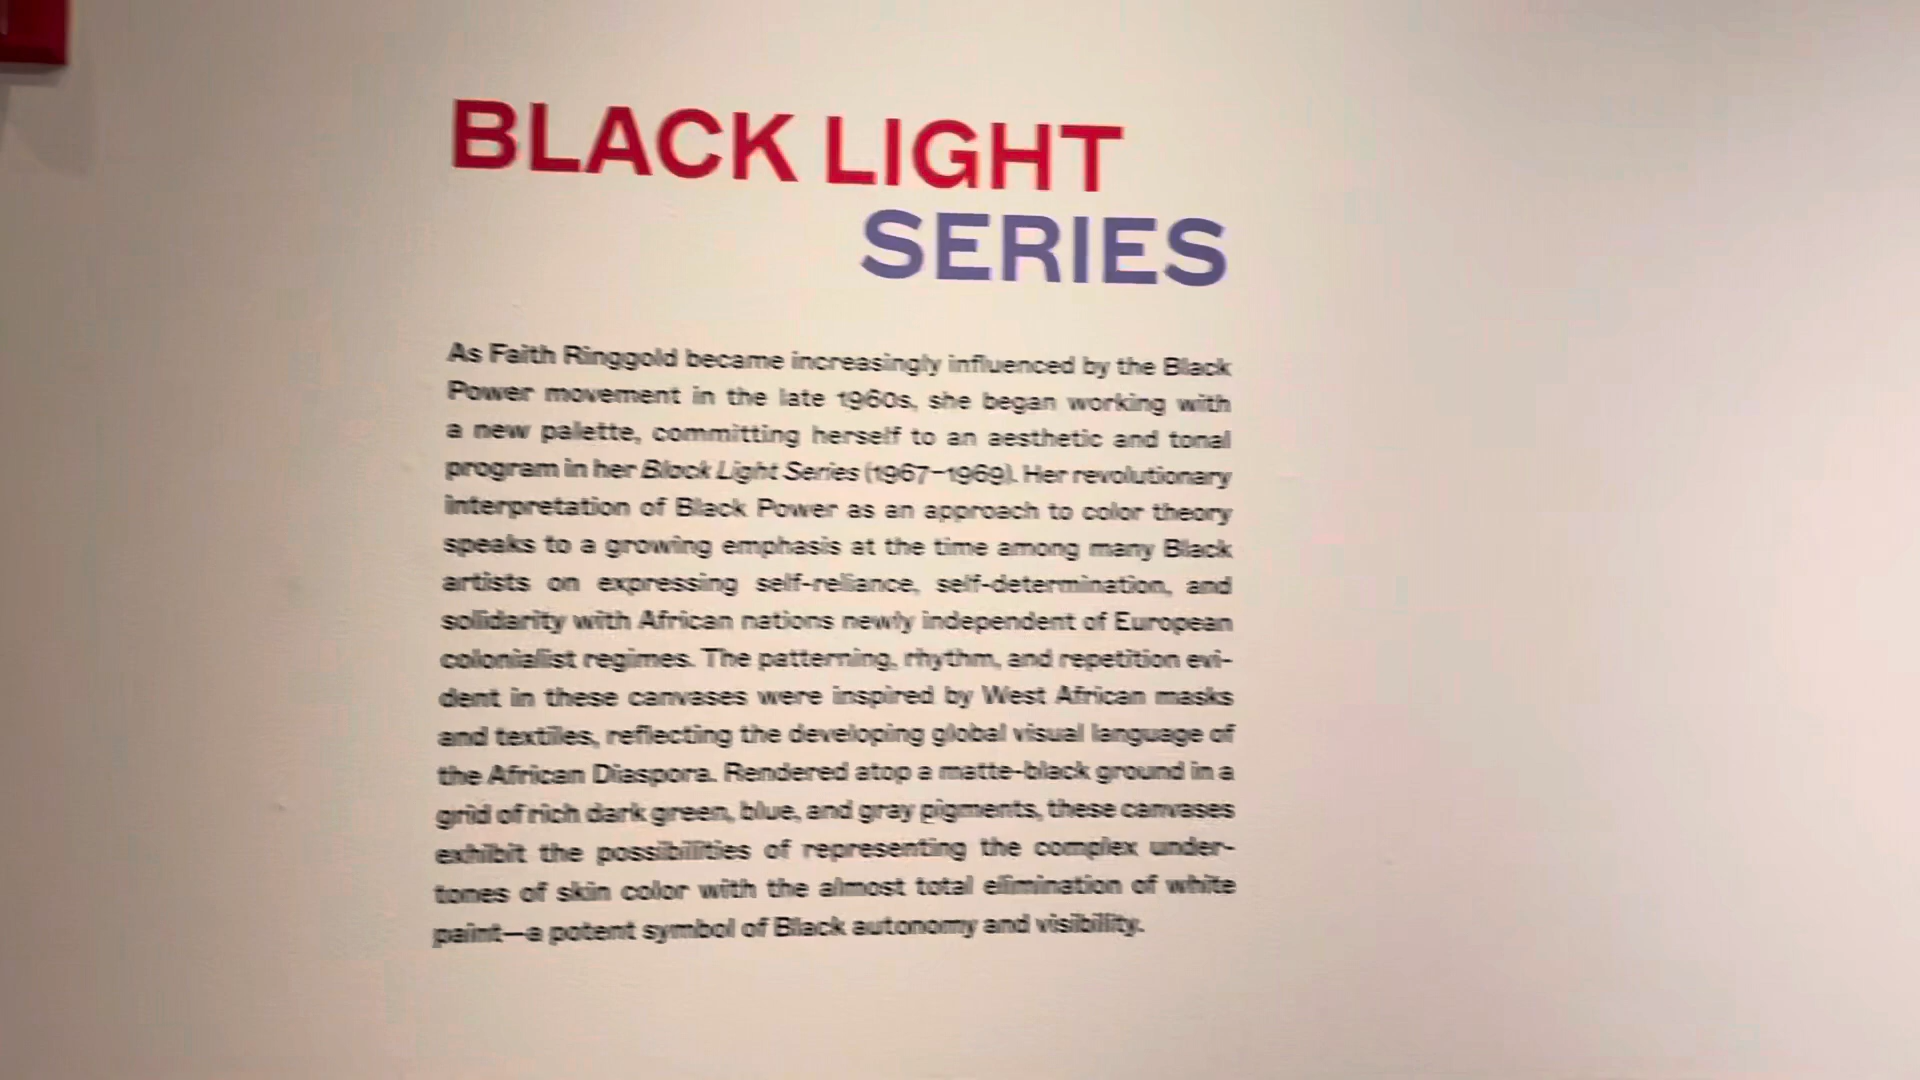 BLACK LIGHT
SERIES
As Faith Ringgold became increasingly influenced by the Black
Power movement in the late 1960s, she began working with
a new palette, committing herself to an aesthetic and tonal
program in her Black Light Series (1967–1969). Her revolutionary
interpretation of Black Power as an approach to color theory
speaks to a growing emphasis at the time among many Black
artists on expressing self-reliance, self-determination, and
solidarity with African nations newly independent of European
colonialist regimes. The patterning, rhythm, and repetition evi-
dent in these canvases were inspired by West African masks
and textiles, reflecting the developing global visual language of
the African Diaspora. Rendered atop a matte-black ground in a
grid of rich dark green, blue, and gray pigments, these canvases
exhibit the possibilities of representing the complex under-
tones of skin color with the almost total elimination of white
paint—a potent symbol of Black autonomy and visibility.